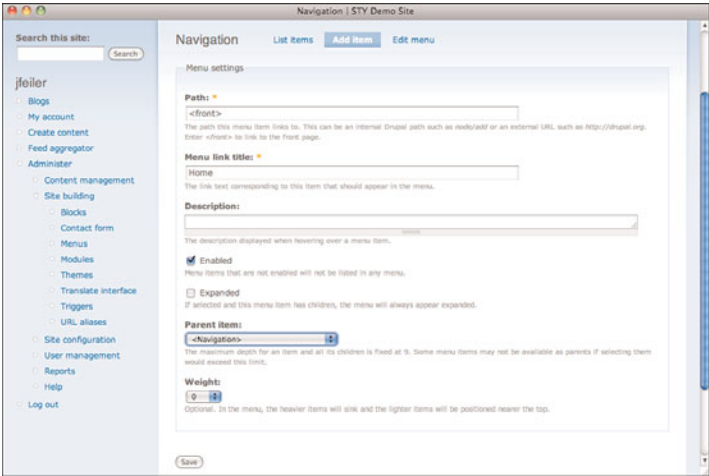 Navigation | STY Demo Site
Search this site:
Search
jfeiler
Blogs
My account
Create content
Feed aggregator
Administer
Content management
Site building
Blocks
Contact form
Menus
Modules
Themes
Translate interface
Triggers
URL aliases
Site configuration
User management
Reports
Help
Log out
Navigation
List items
Add item
Edit menu
Menu settings
Path: *
<front>
The path this menu item links to. This can be an internal Drupal path such as node/add or an external URL such as http://drupal.org.
Enter <front> to link to the front page.
Menu link title: *
Home
The link text corresponding to this item that should appear in the menu.
Description:
The description displayed when hovering over a menu item.
Enabled
Menu items that are not enabled will not be listed in any menu.
Expanded
If selected and this menu item has children, the menu will always appear expanded.
Parent item:
<Navigation>
The maximum depth for an item and all its children is fixed at 9. Some menu items may not be available as parents if selecting them
would exceed this limit.
Weight:
0
Optional. In the menu, the heavier items will sink and the lighter items will be positioned nearer the top.
Save